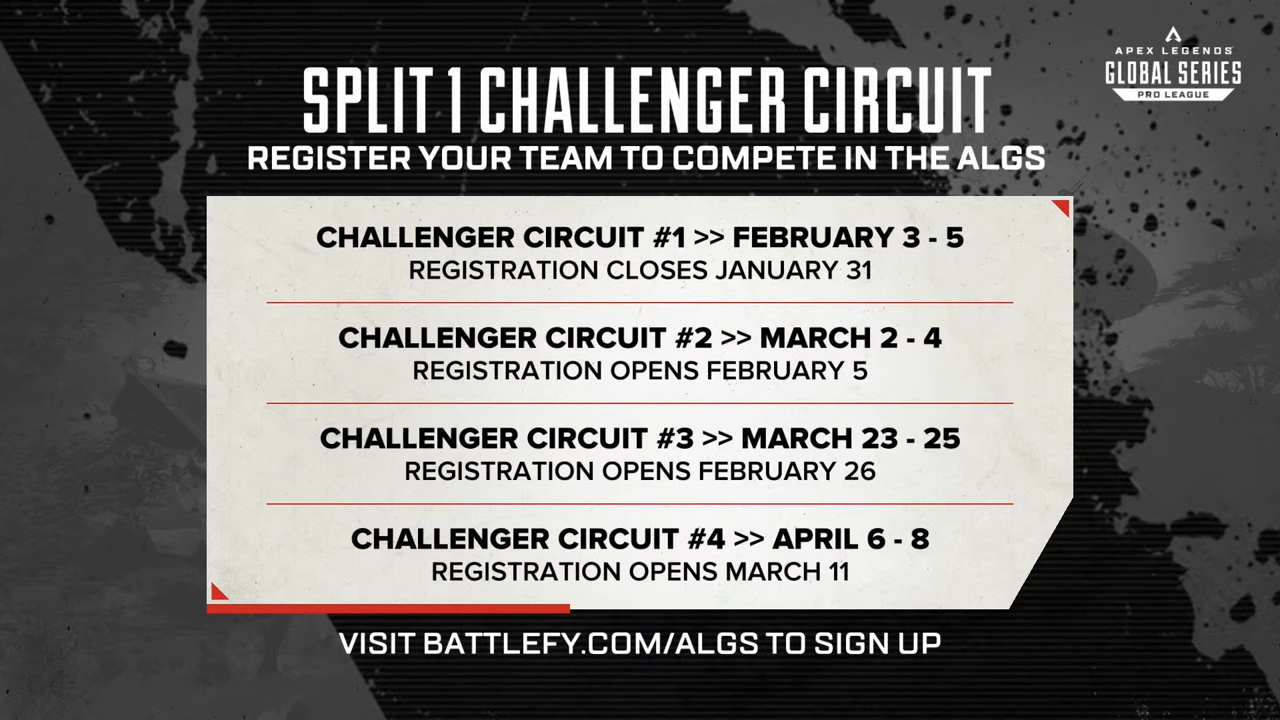 APEX LEGENDS
GLOBAL SERIES
PRO LEAGUE
SPLIT 1 CHALLENGER CIRCUIT
REGISTER YOUR TEAM TO COMPETE IN THE ALGS
CHALLENGER CIRCUIT #1 >> FEBRUARY 3 - 5
REGISTRATION CLOSES JANUARY 31
CHALLENGER CIRCUIT #2 >> MARCH 2 - 4
REGISTRATION OPENS FEBRUARY 5
CHALLENGER CIRCUIT #3 >> MARCH 23 - 25
REGISTRATION OPENS FEBRUARY 26
CHALLENGER CIRCUIT #4 >> APRIL 6 - 8
REGISTRATION OPENS MARCH 11
VISIT BATTLEFY.COM/ALGS TO SIGN UP